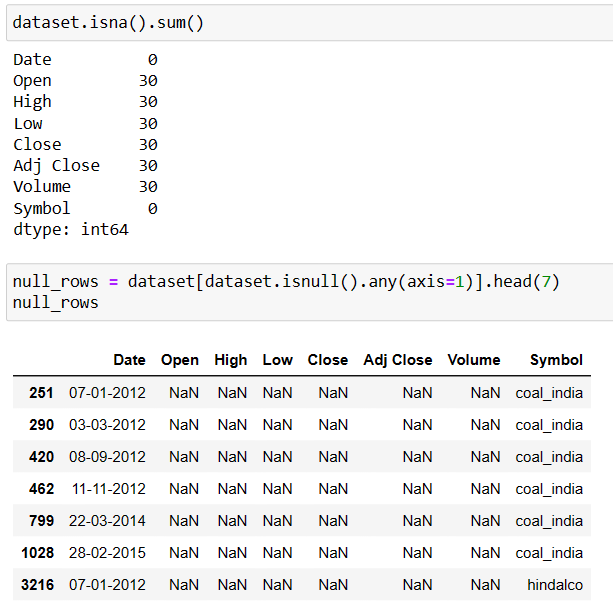 dataset.isna().sum()
Date 0
Open 30
High 30
Low 30
Close 30
Adj Close 30
Volume 30
Symbol 0
dtype: int64
null_rows = dataset[dataset.isnull().any(axis=1)].head(7)
null_rows
Date Open High Low Close Adj Close Volume Symbol
251 07-01-2012 NaN NaN NaN NaN NaN NaN coal_india
290 03-03-2012 NaN NaN NaN NaN NaN NaN coal_india
420 08-09-2012 NaN NaN NaN NaN NaN NaN coal_india
462 11-11-2012 NaN NaN NaN NaN NaN NaN coal_india
799 22-03-2014 NaN NaN NaN NaN NaN NaN coal_india
1028 28-02-2015 NaN NaN NaN NaN NaN NaN coal_india
3216 07-01-2012 NaN NaN NaN NaN NaN NaN hindalco